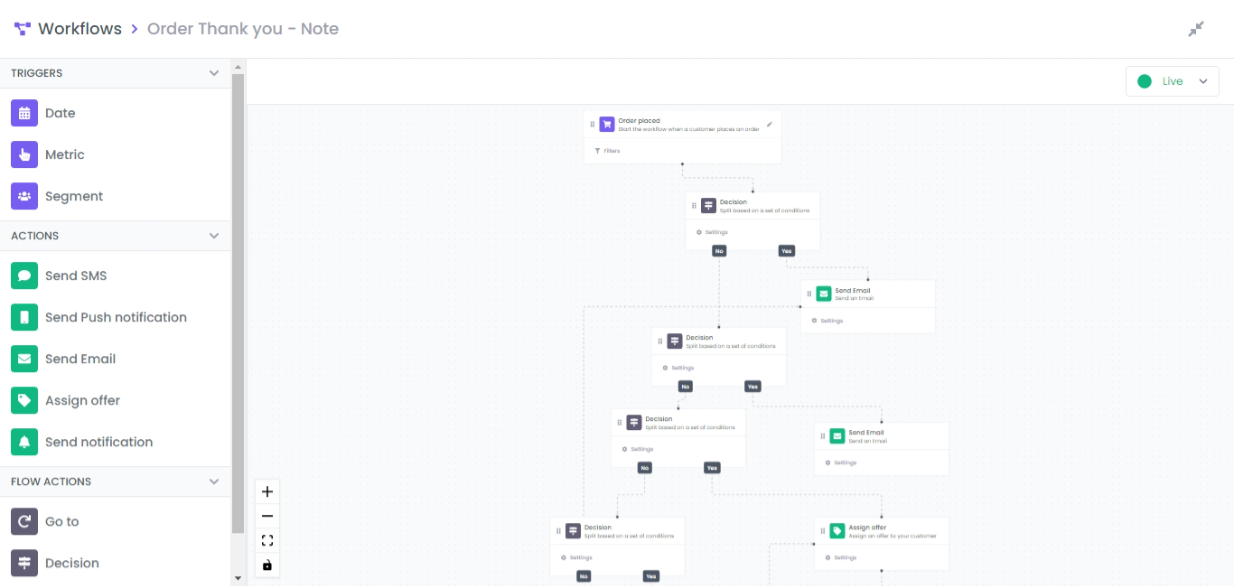 Workflows > Order Thank you - Note
TRIGGERS
Date
Metric
Segment
ACTIONS
Send SMS
Send Push notification
Send Email
Assign offer
Send notification
FLOW ACTIONS
Go to
Decision
Live
Order placed
Start the workflow when a customer places an order
Filters
Decision
Split based on a set of conditions
Settings
No Yes
Send Email
Send an Email
Settings
Decision
Split based on a set of conditions
Settings
No Yes
Decision
Split based on a set of conditions
Settings
No Yes
Send Email
Send an Email
Settings
Decision
Split based on a set of conditions
Settings
No Yes
Assign offer
Assign an offer to your customer
Settings